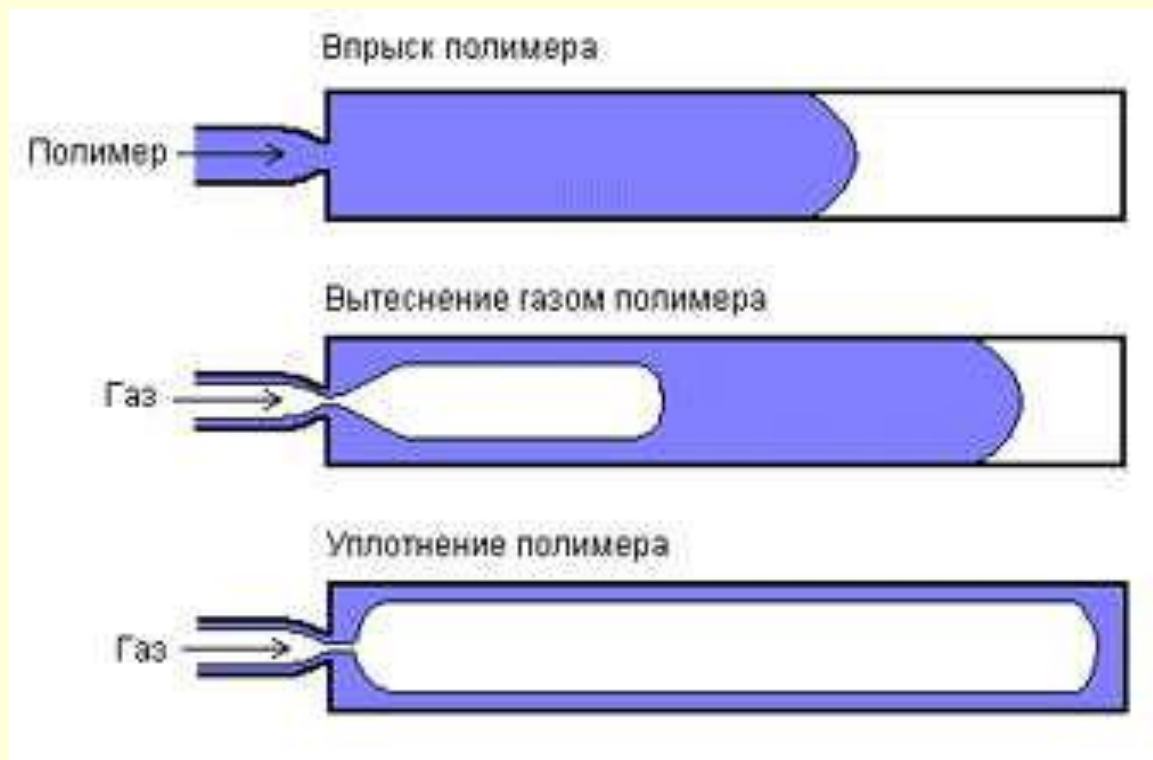 Впрыск полимера
Полимер
Вытеснение газом полимера
Газ
Уплотнение полимера
Газ